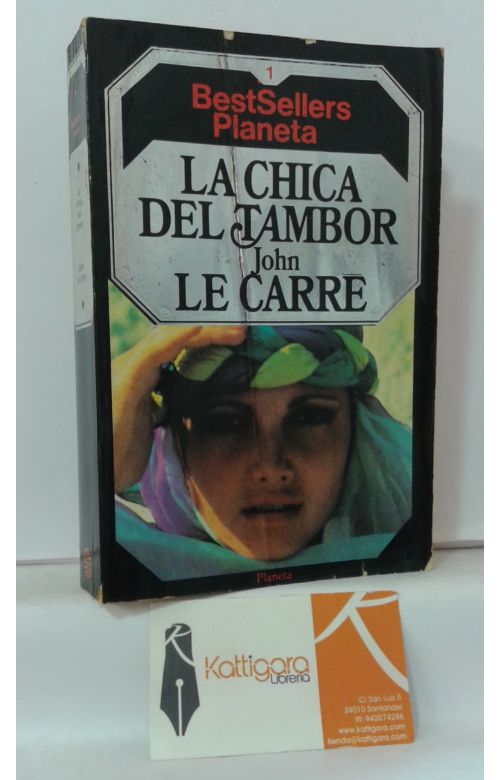 1
BestSellers
Planeta
LA CHICA
DEL TAMBOR
John
LE CARRE
Planeta
Kattigara
Librería
C/ San Luis 5
39010 Santander
tlf: 942074286
www.kattigara.com
tienda@kattigara.com